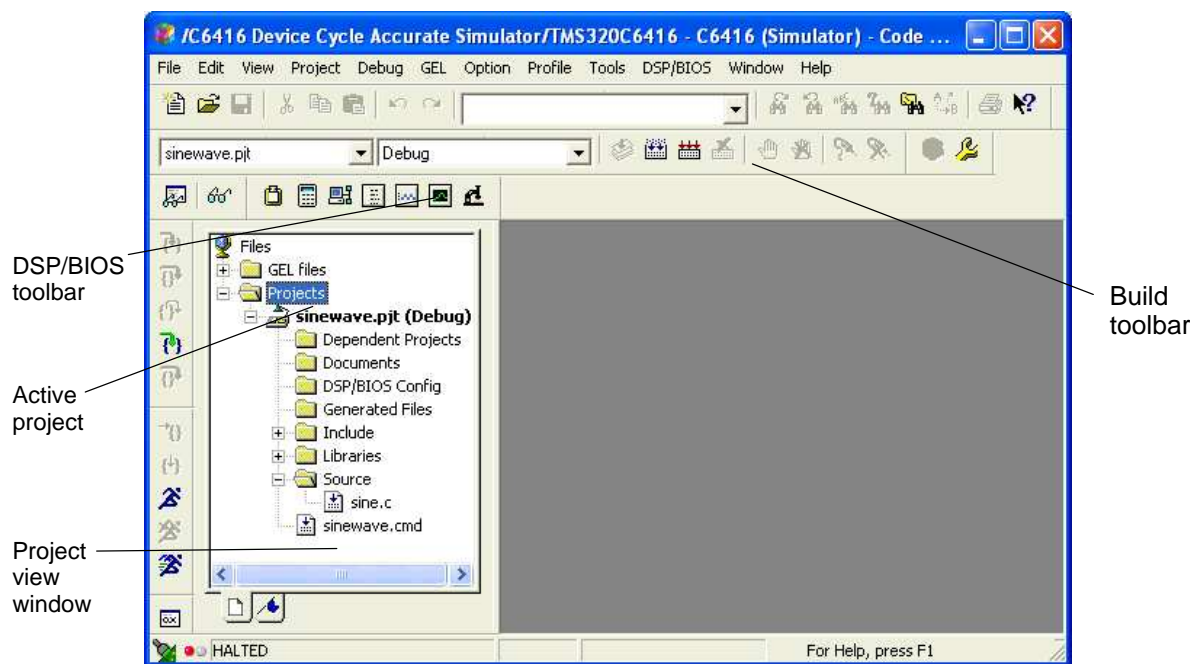 /C6416 Device Cycle Accurate Simulator/TMS320C6416 - C6416 (Simulator) - Code ...
File Edit View Project Debug GEL Option Profile Tools DSP/BIOS Window Help
sinewave.pjt Debug
Files
GEL files
Projects
sinewave.pjt (Debug)
Dependent Projects
Documents
DSP/BIOS Config
Generated Files
Include
Libraries
Source
sine.c
sinewave.cmd
DSP/BIOS
toolbar
Active
project
Project
view
window
Build
toolbar
HALTED
For Help, press F1